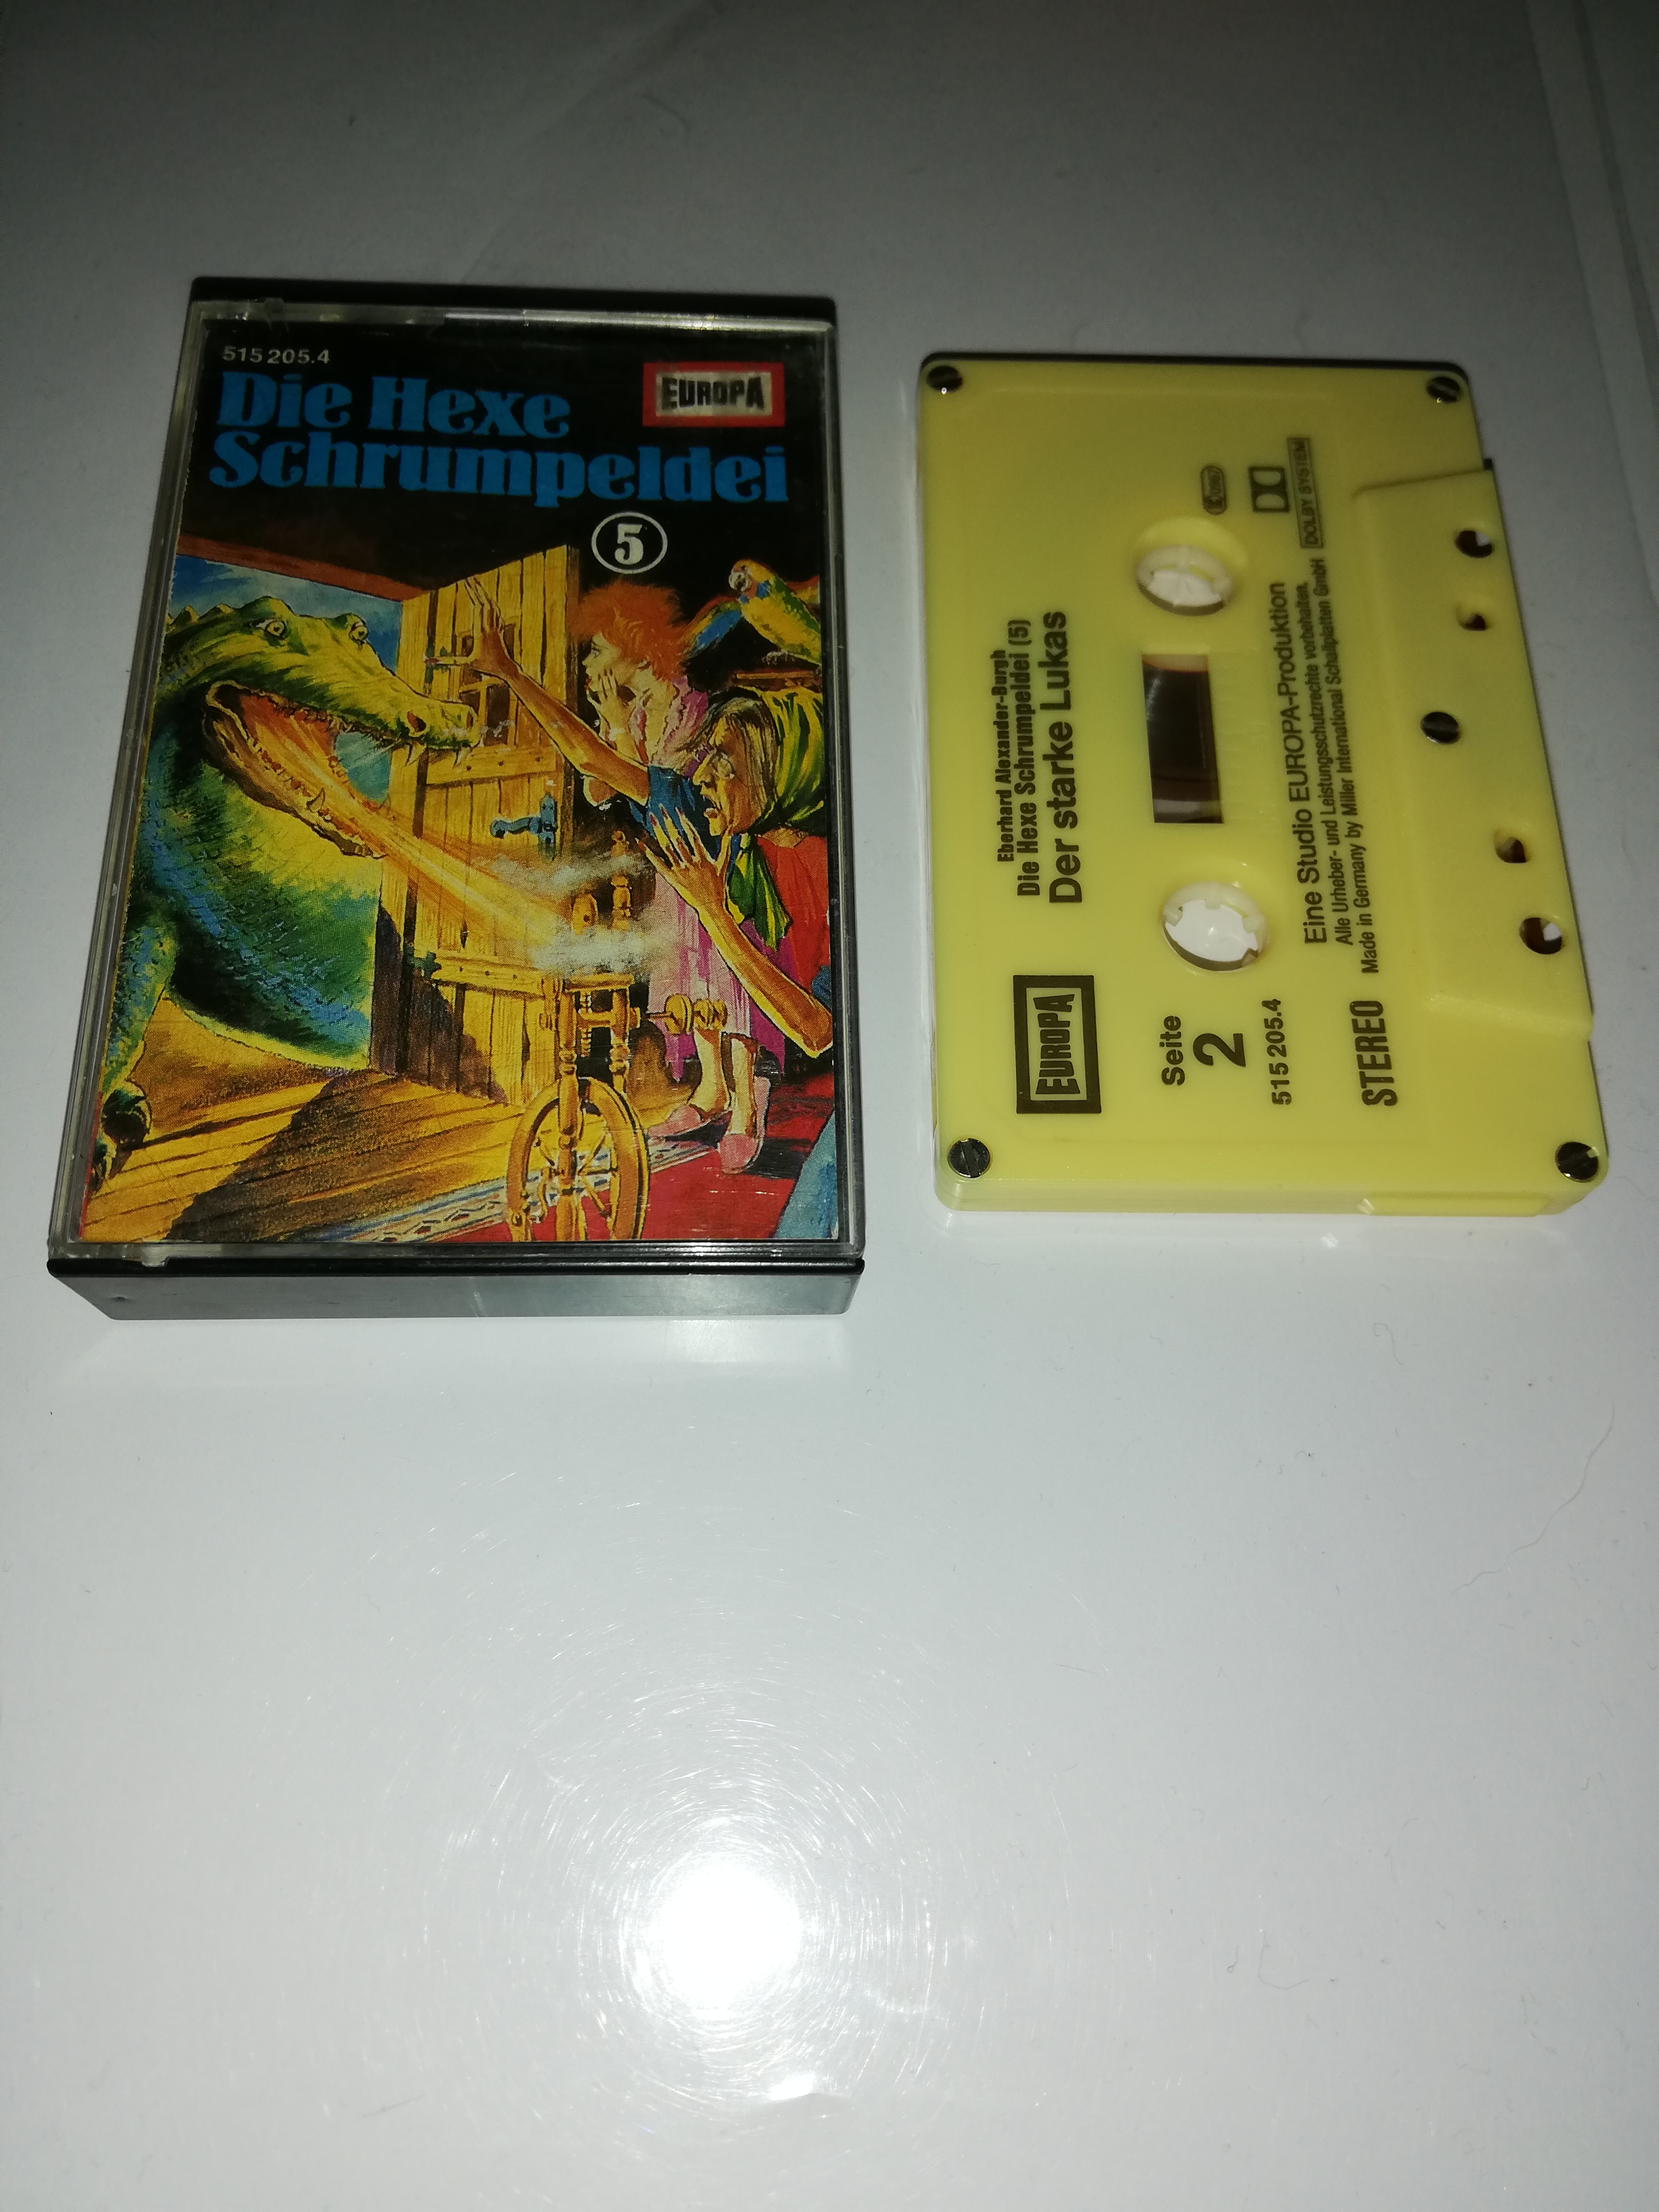 515 205.4
Die Hexe
Schrumpeldei
EUROPA
5
EUROPA
Eberhard Alexander-Burgh
Die Hexe Schrumpeldei (5)
Der starke Lukas
Seite
2
515 205.4
STEREO
Eine Studio EUROPA-Produktion
Alle Urheber- und Leistungsschutzrechte vorbehalten.
Made in Germany by Miller International Schallplatten GmbH
DOLBY SYSTEM